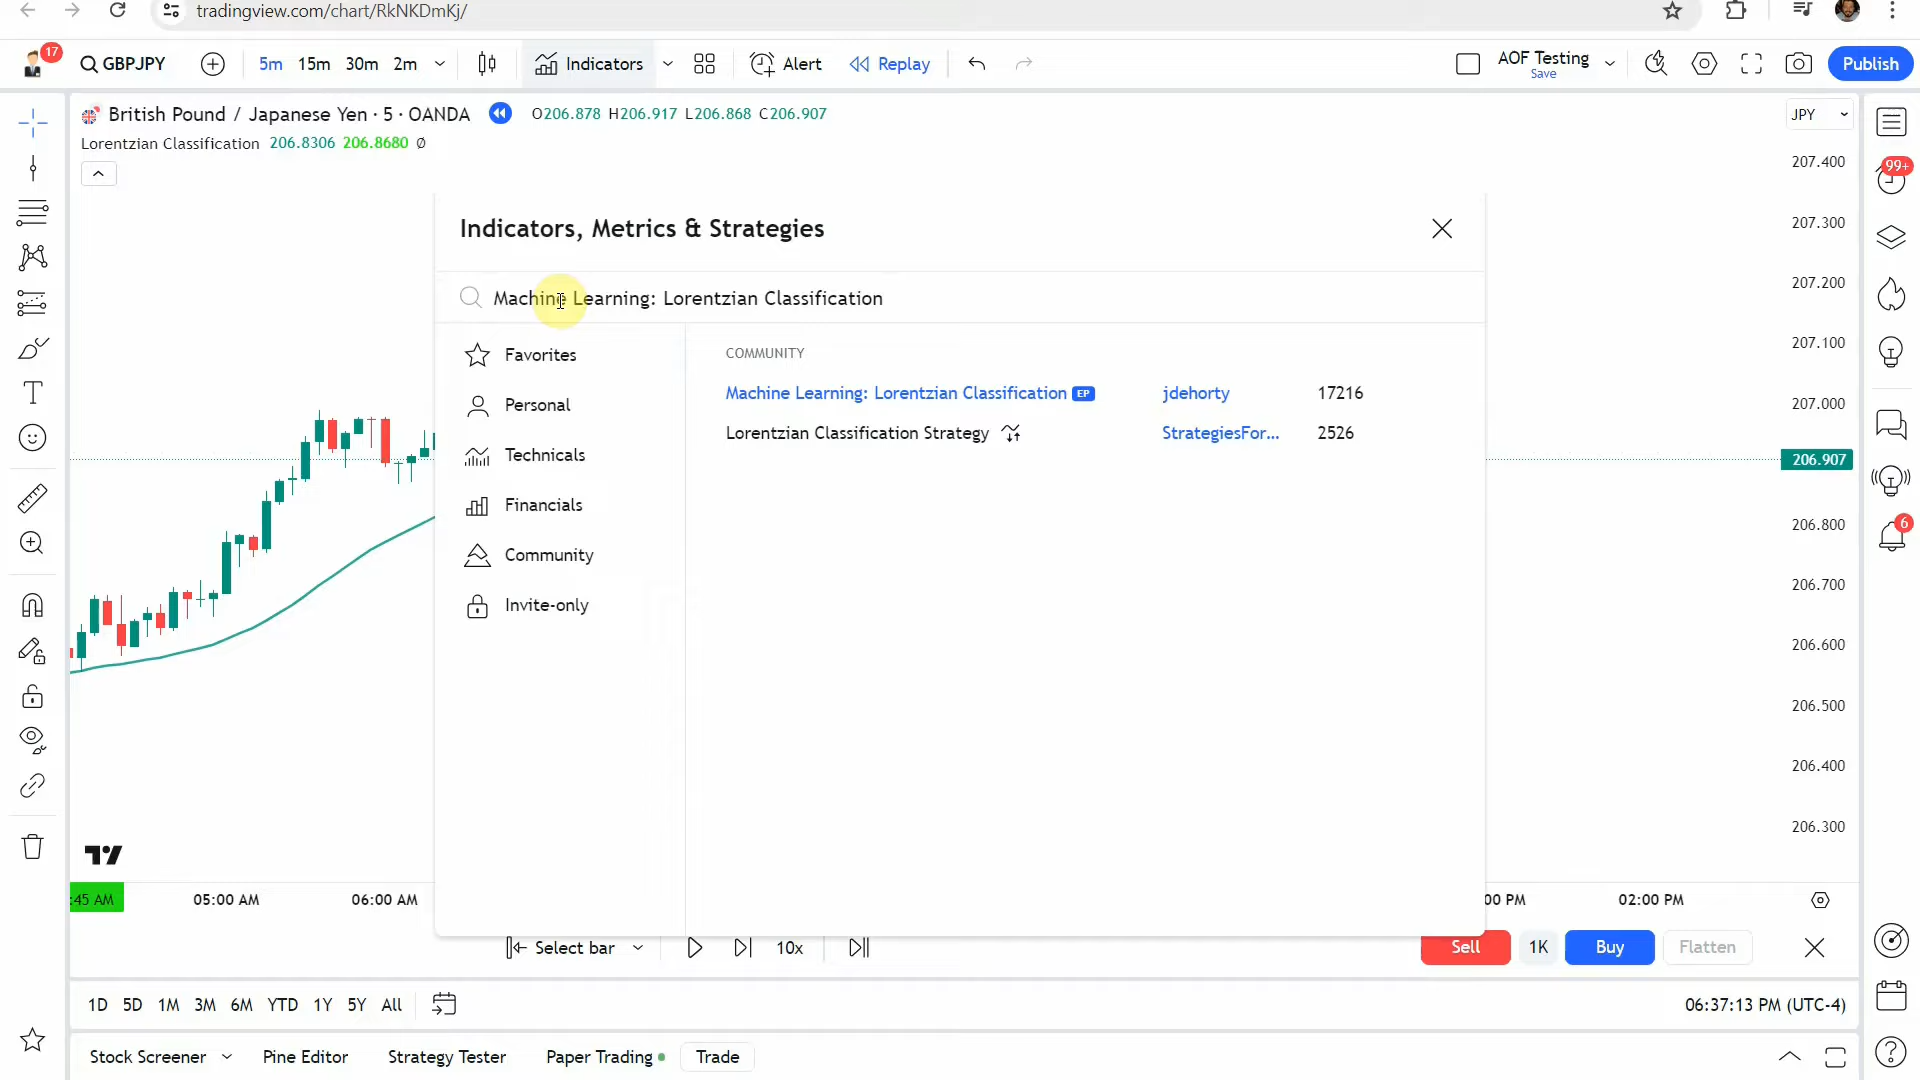 tradingview.com/chart/RkNKDmKj/
17
GBPJPY
5m 15m 30m 2m
Indicators
Alert
Replay
AOF Testing
Save
Publish
British Pound / Japanese Yen · 5 · OANDA
O206.878 H206.917 L206.868 C206.907
JPY
Lorentzian Classification 206.8306 206.8680 Ø
207.400
99+
207.300
Indicators, Metrics & Strategies
207.200
Machine Learning: Lorentzian Classification
207.100
Favorites
COMMUNITY
Machine Learning: Lorentzian Classification EP jdehorty 17216
Personal
207.000
Lorentzian Classification Strategy StrategiesFor... 2526
Technicals
206.907
Financials
206.800
6
Community
206.700
Invite-only
206.600
206.500
206.400
206.300
:45 AM 05:00 AM 06:00 AM
00 PM 02:00 PM
Select bar
10x
Sell 1K Buy Flatten
1D 5D 1M 3M 6M YTD 1Y 5Y All
06:37:13 PM (UTC-4)
Stock Screener Pine Editor Strategy Tester Paper Trading Trade